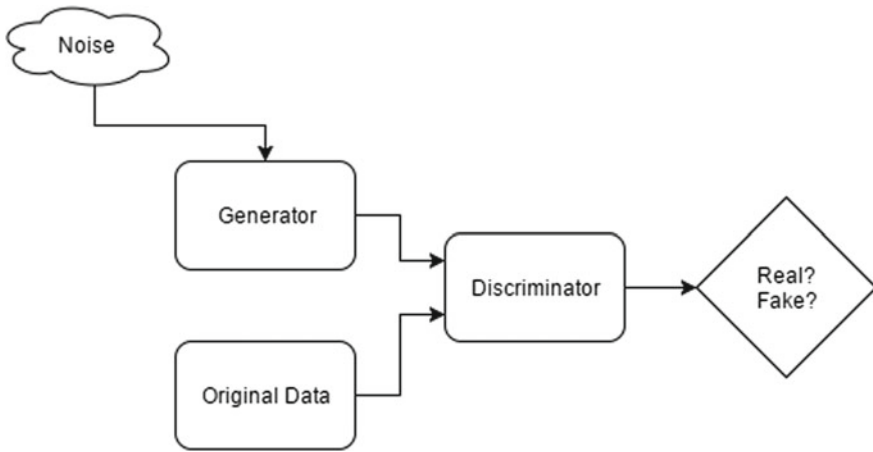 Noise
Generator
Discriminator
Real?
Fake?
Original Data